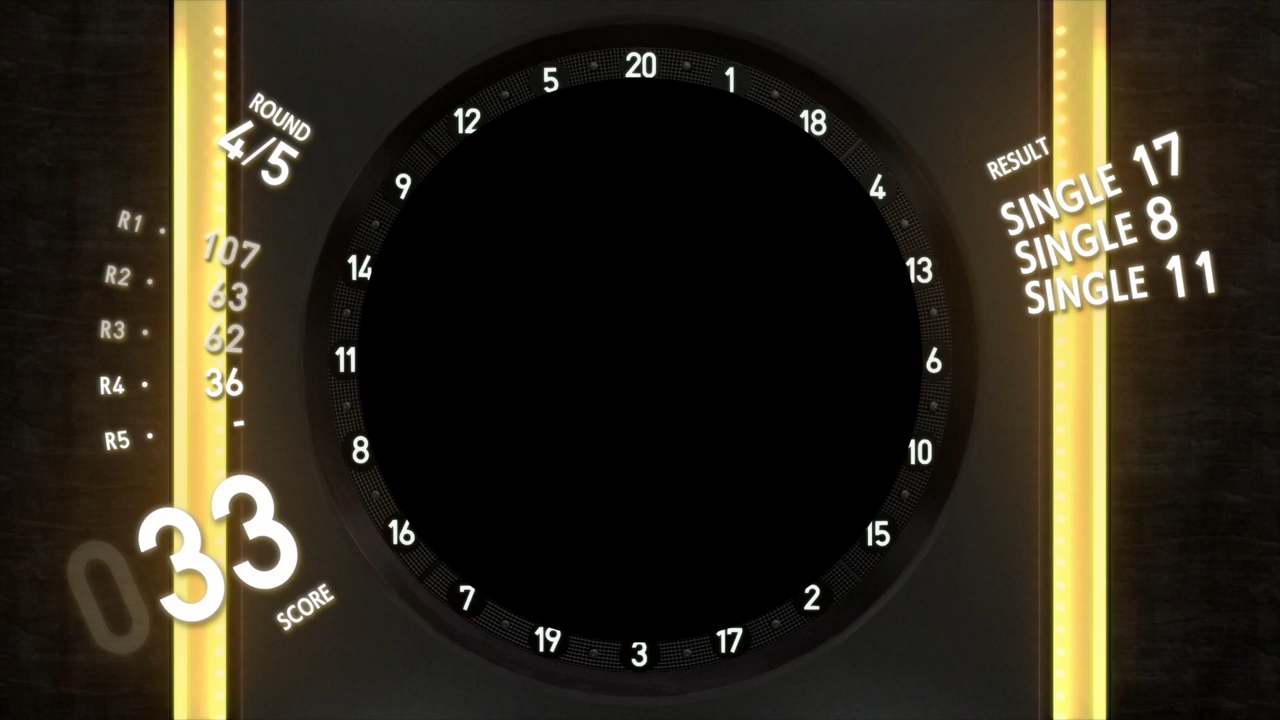 ROUND
4/5
R1 · 107
R2 · 63
R3 · 62
R4 · 36
R5 · -
033
SCORE
RESULT
SINGLE 17
SINGLE 8
SINGLE 11
20
1
18
4
13
6
10
15
2
17
3
19
7
16
8
11
14
9
12
5